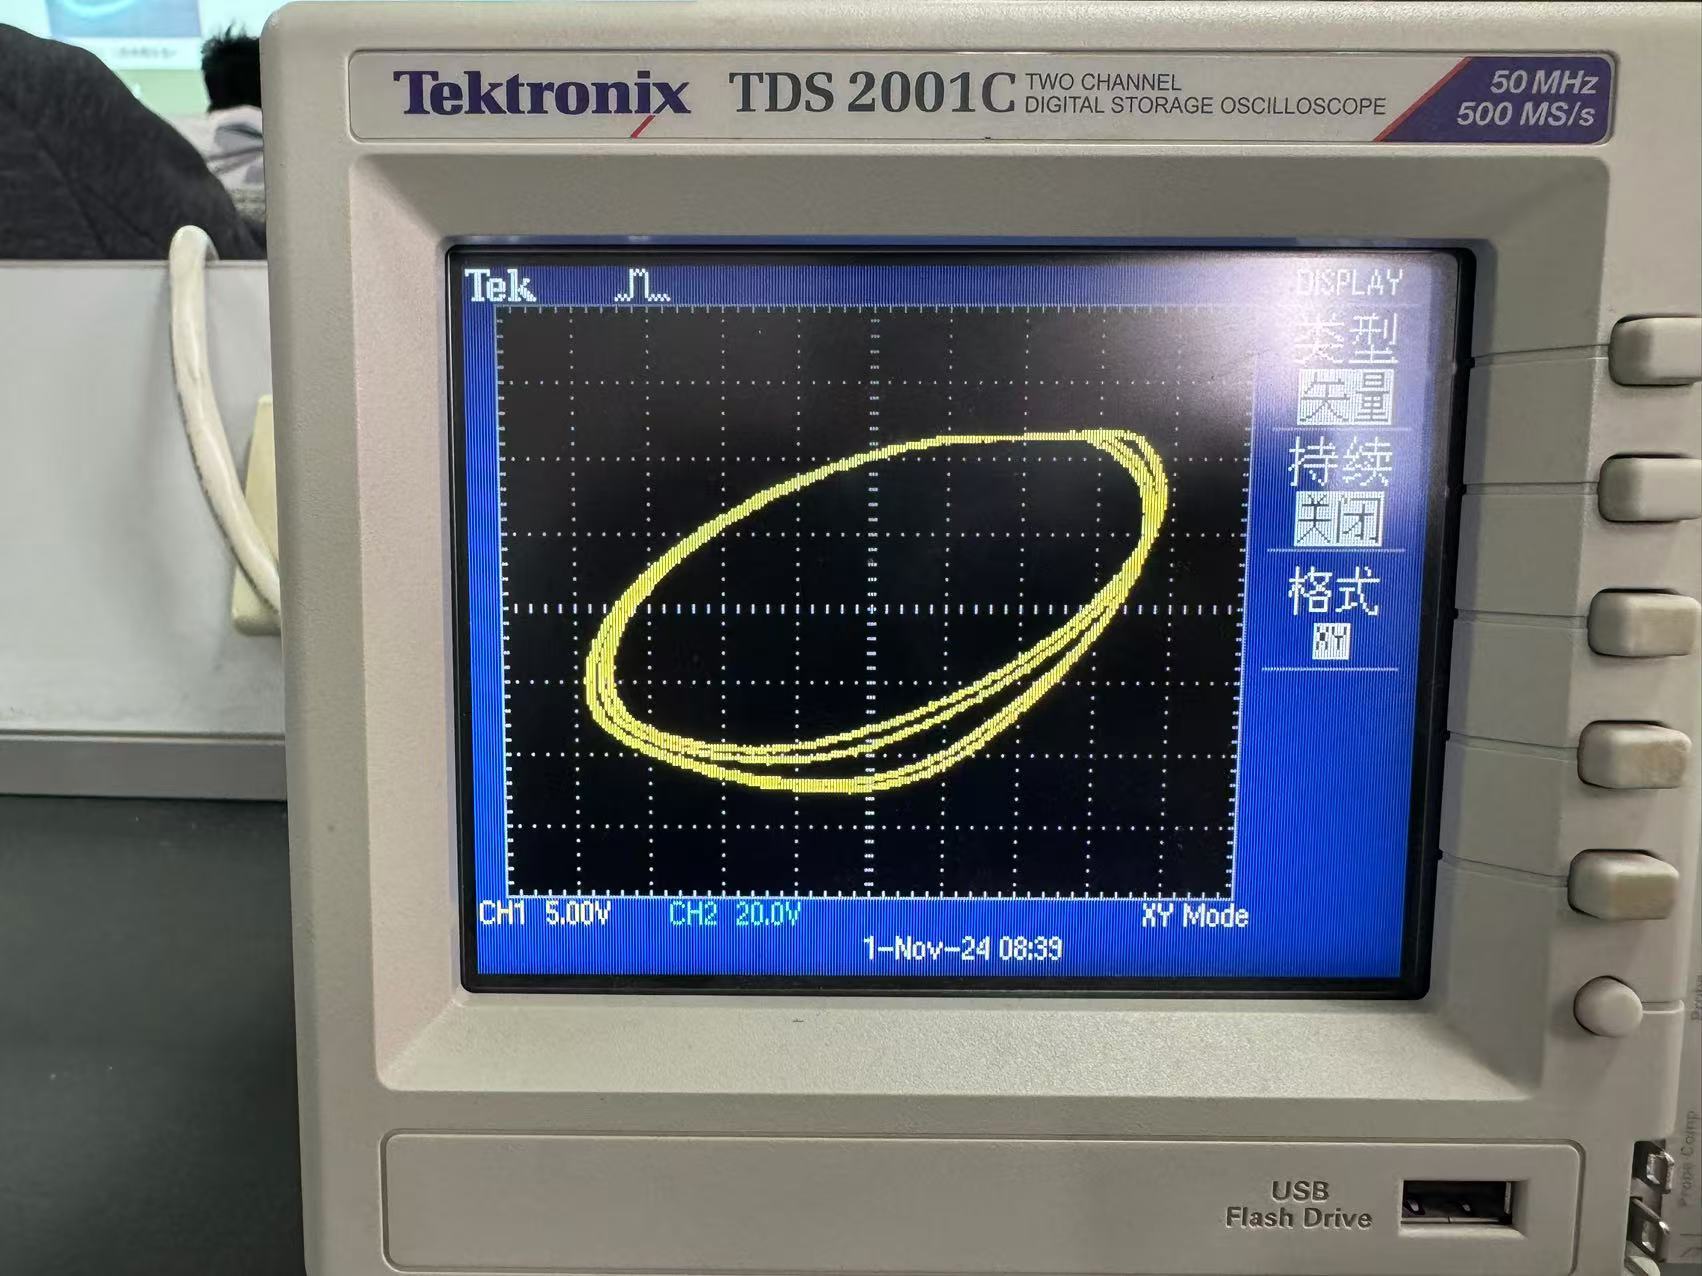 Tektronix TDS 2001C TWO CHANNEL DIGITAL STORAGE OSCILLOSCOPE
50 MHz
500 MS/s
Tek
DISPLAY
类型
矢量
持续
关闭
格式
XY
CH1 5.00V CH2 20.0V XY Mode
1-Nov-24 08:39
USB
Flash Drive
Probe Comp